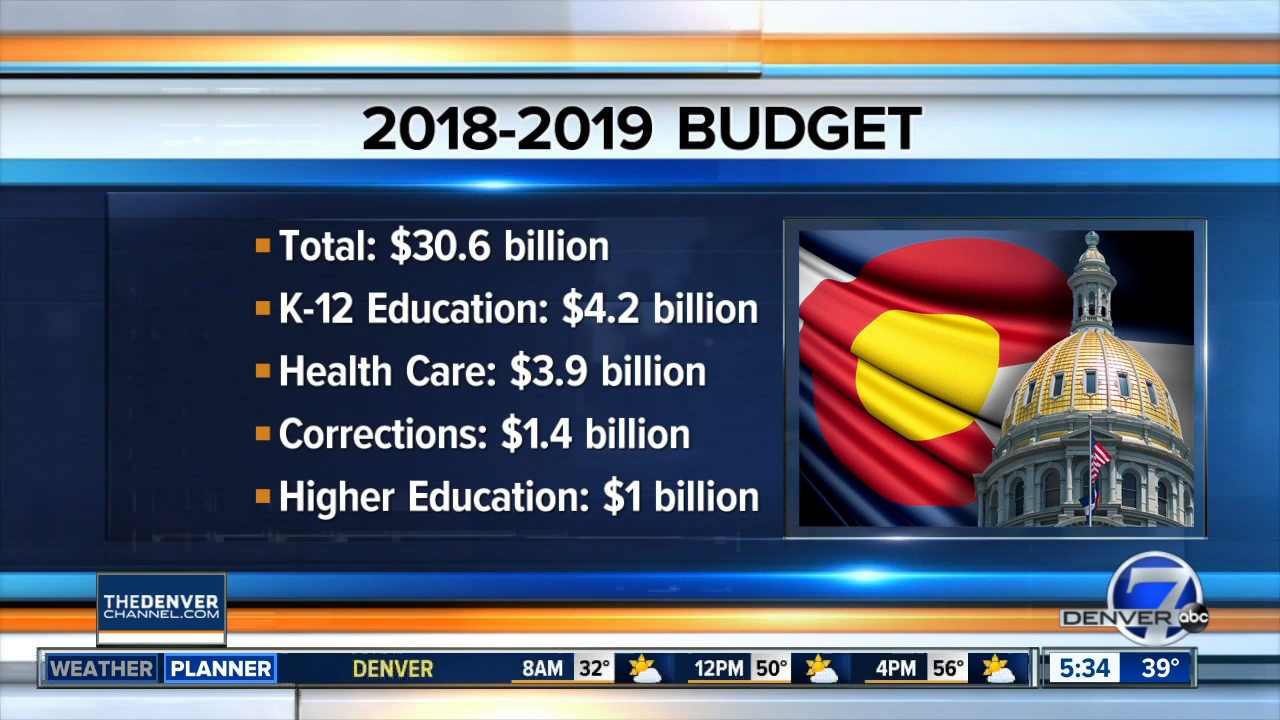 2018-2019 BUDGET
Total: $30.6 billion
K-12 Education: $4.2 billion
Health Care: $3.9 billion
Corrections: $1.4 billion
Higher Education: $1 billion
THEDENVER
CHANNEL.COM
7
DENVER abc
WEATHER PLANNER DENVER 8AM 32° 12PM 50° 4PM 56° 5:34 39°